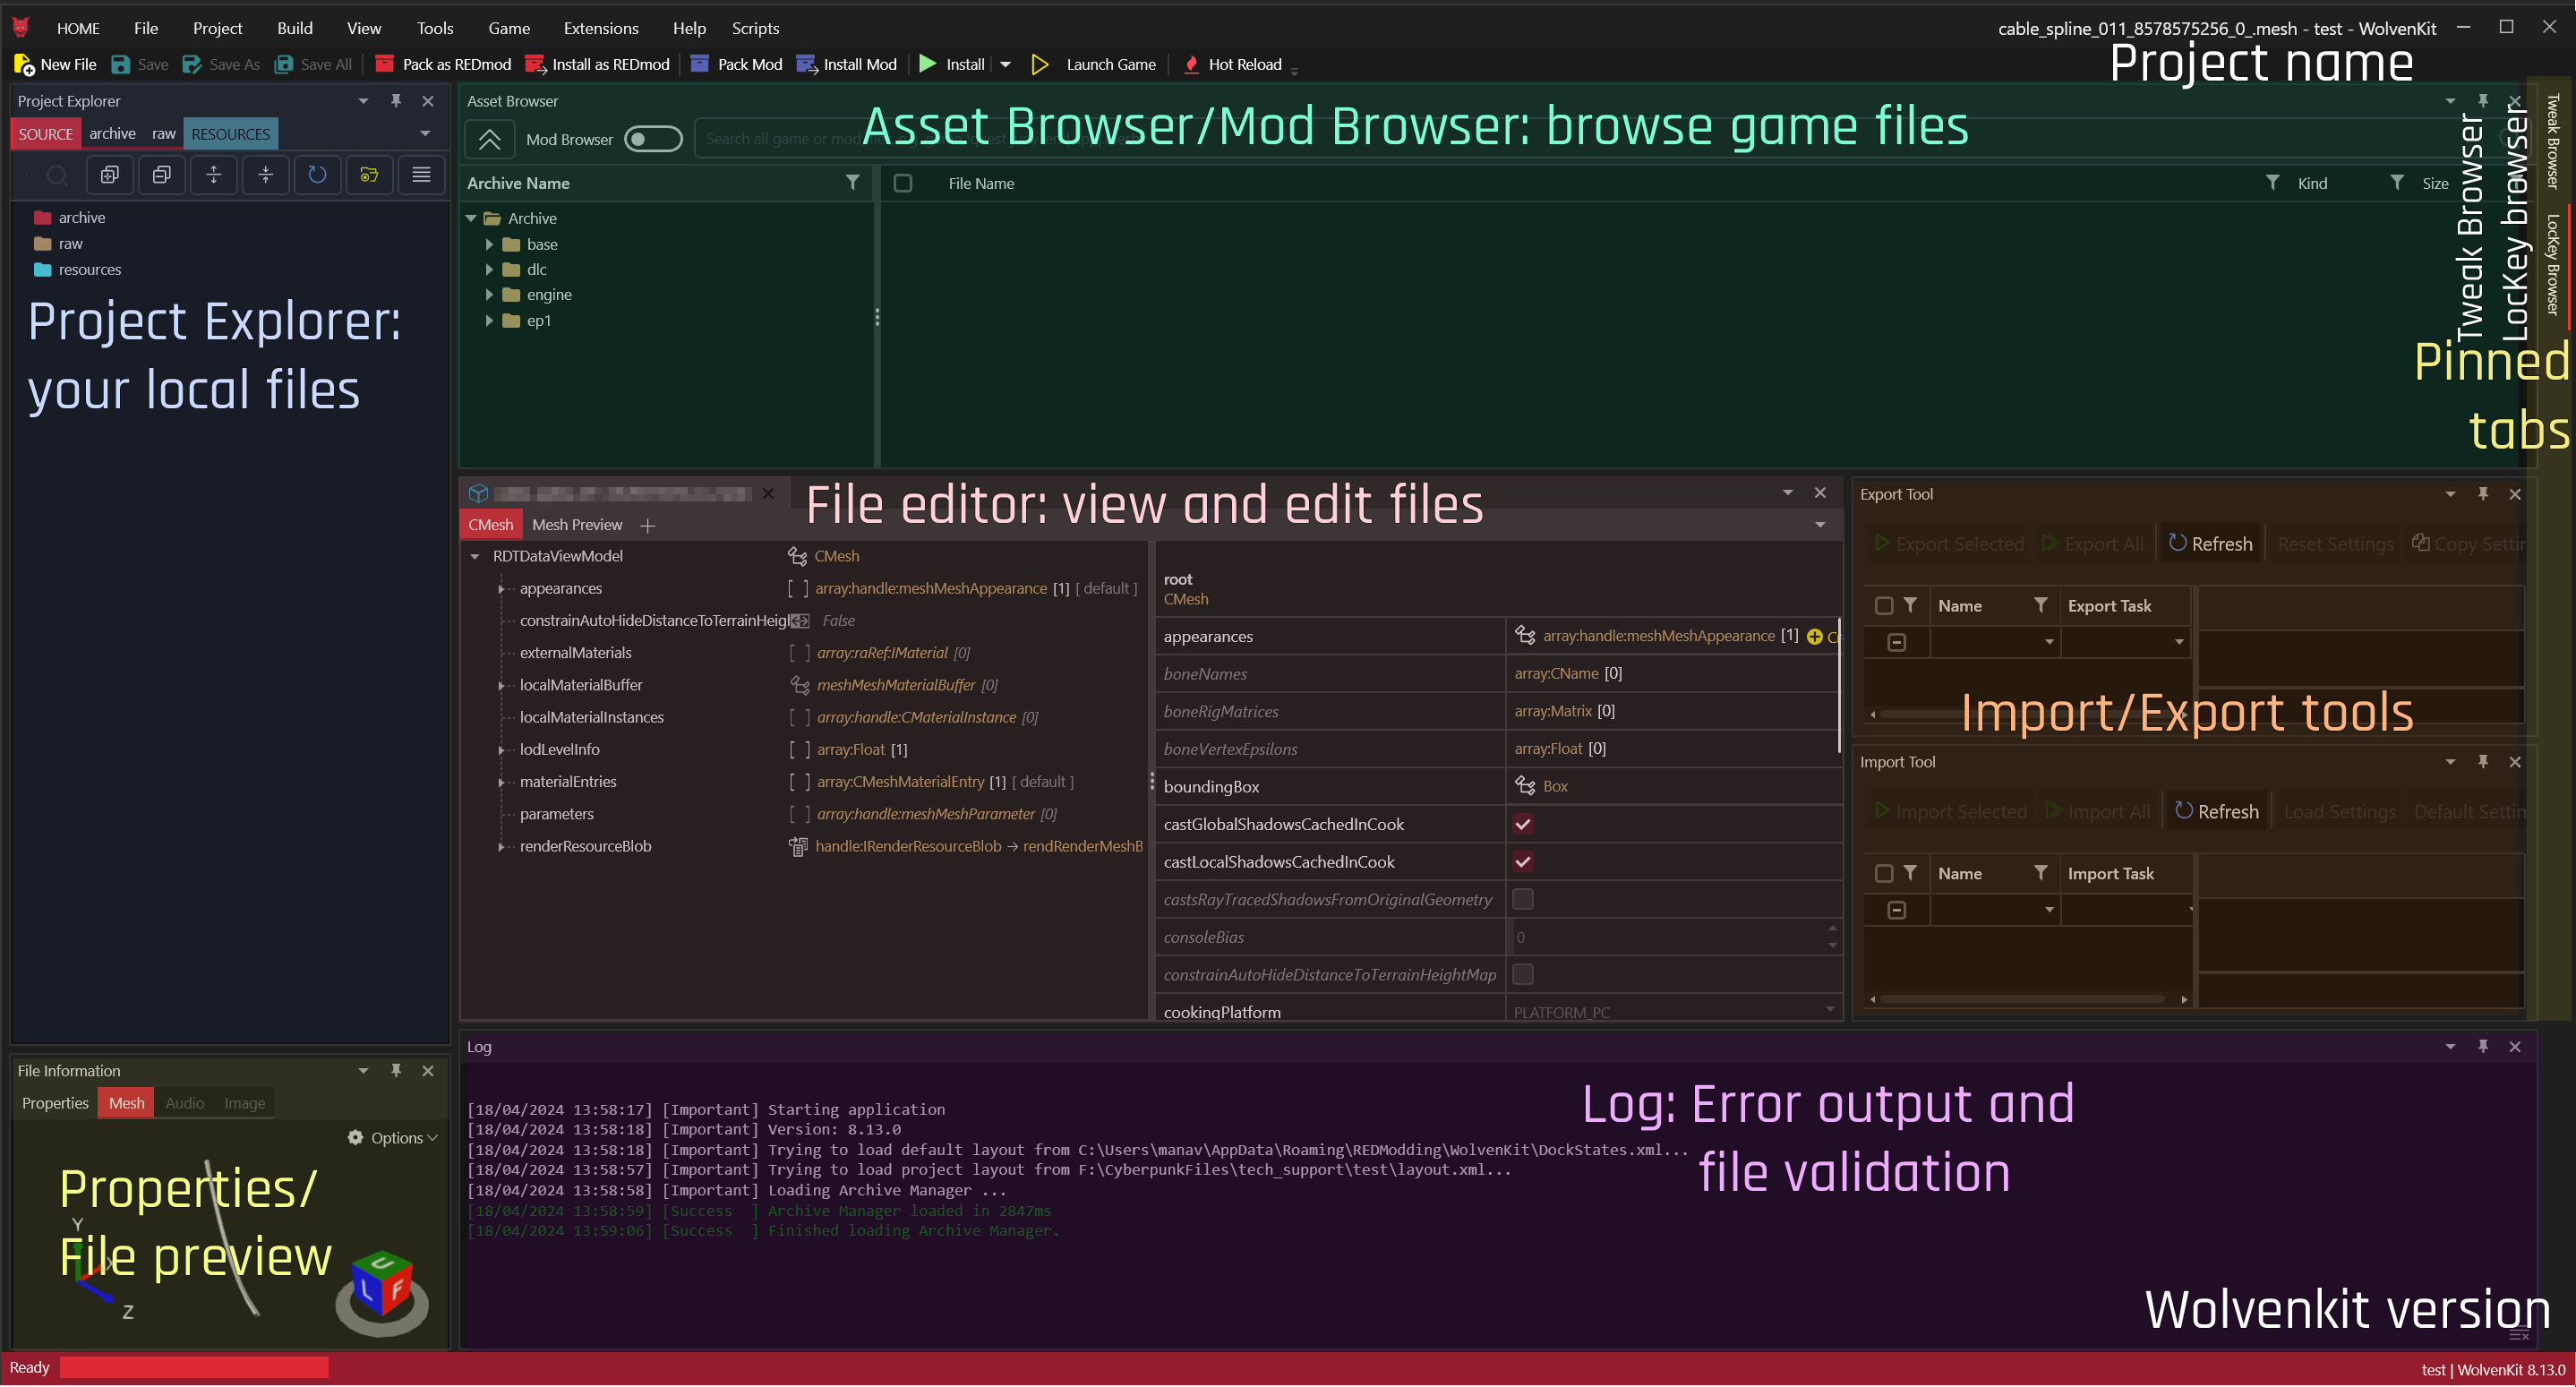 HOME File Project Build View Tools Game Extensions Help Scripts
cable_spline_011_8578575256_0_.mesh - test - WolvenKit
New File Save Save As Save All Pack as REDmod Install as REDmod Pack Mod Install Mod Install Launch Game Hot Reload
Project name
Project Explorer
SOURCE archive raw RESOURCES
archive
raw
resources
Project Explorer:
your local files
Asset Browser
Asset Browser/Mod Browser: browse game files
Mod Browser
Search all game or mod
Archive Name File Name Kind Size
Archive
base
dlc
engine
ep1
Tweak Browser
LocKey browser
Tweak Browser
LocKey Browser
Pinned
tabs
File editor: view and edit files
CMesh Mesh Preview
RDTDataViewModel CMesh
appearances array:handle:meshMeshAppearance [1] [ default ]
constrainAutoHideDistanceToTerrainHeigl False
externalMaterials array:raRef:IMaterial [0]
localMaterialBuffer meshMeshMaterialBuffer [0]
localMaterialInstances array:handle:CMaterialInstance [0]
lodLevelInfo array:Float [1]
materialEntries array:CMeshMaterialEntry [1] [ default ]
parameters array:handle:meshMeshParameter [0]
renderResourceBlob handle:IRenderResourceBlob → rendRenderMeshB
root
CMesh
appearances array:handle:meshMeshAppearance [1]
boneNames array:CName [0]
boneRigMatrices array:Matrix [0]
boneVertexEpsilons array:Float [0]
boundingBox Box
castGlobalShadowsCachedInCook
castLocalShadowsCachedInCook
castsRayTracedShadowsFromOriginalGeometry
consoleBias 0
constrainAutoHideDistanceToTerrainHeightMap
cookingPlatform PLATFORM_PC
Export Tool
Export Selected Export All Refresh Reset Settings Copy Settin
Name Export Task
Import/Export tools
Import Tool
Import Selected Import All Refresh Load Settings Default Settin
Name Import Task
File Information
Properties Mesh Audio Image
Options
Properties/
File preview
Y
Z
U
L F
Log
[18/04/2024 13:58:17] [Important] Starting application
[18/04/2024 13:58:18] [Important] Version: 8.13.0
[18/04/2024 13:58:18] [Important] Trying to load default layout from C:\Users\manav\AppData\Roaming\REDModding\WolvenKit\DockStates.xml...
[18/04/2024 13:58:57] [Important] Trying to load project layout from F:\CyberpunkFiles\tech_support\test\layout.xml...
[18/04/2024 13:58:58] [Important] Loading Archive Manager ...
[18/04/2024 13:58:59] [Success ] Archive Manager loaded in 2847ms
[18/04/2024 13:59:06] [Success ] Finished loading Archive Manager.
Log: Error output and
file validation
Wolvenkit version
Ready
test | WolvenKit 8.13.0